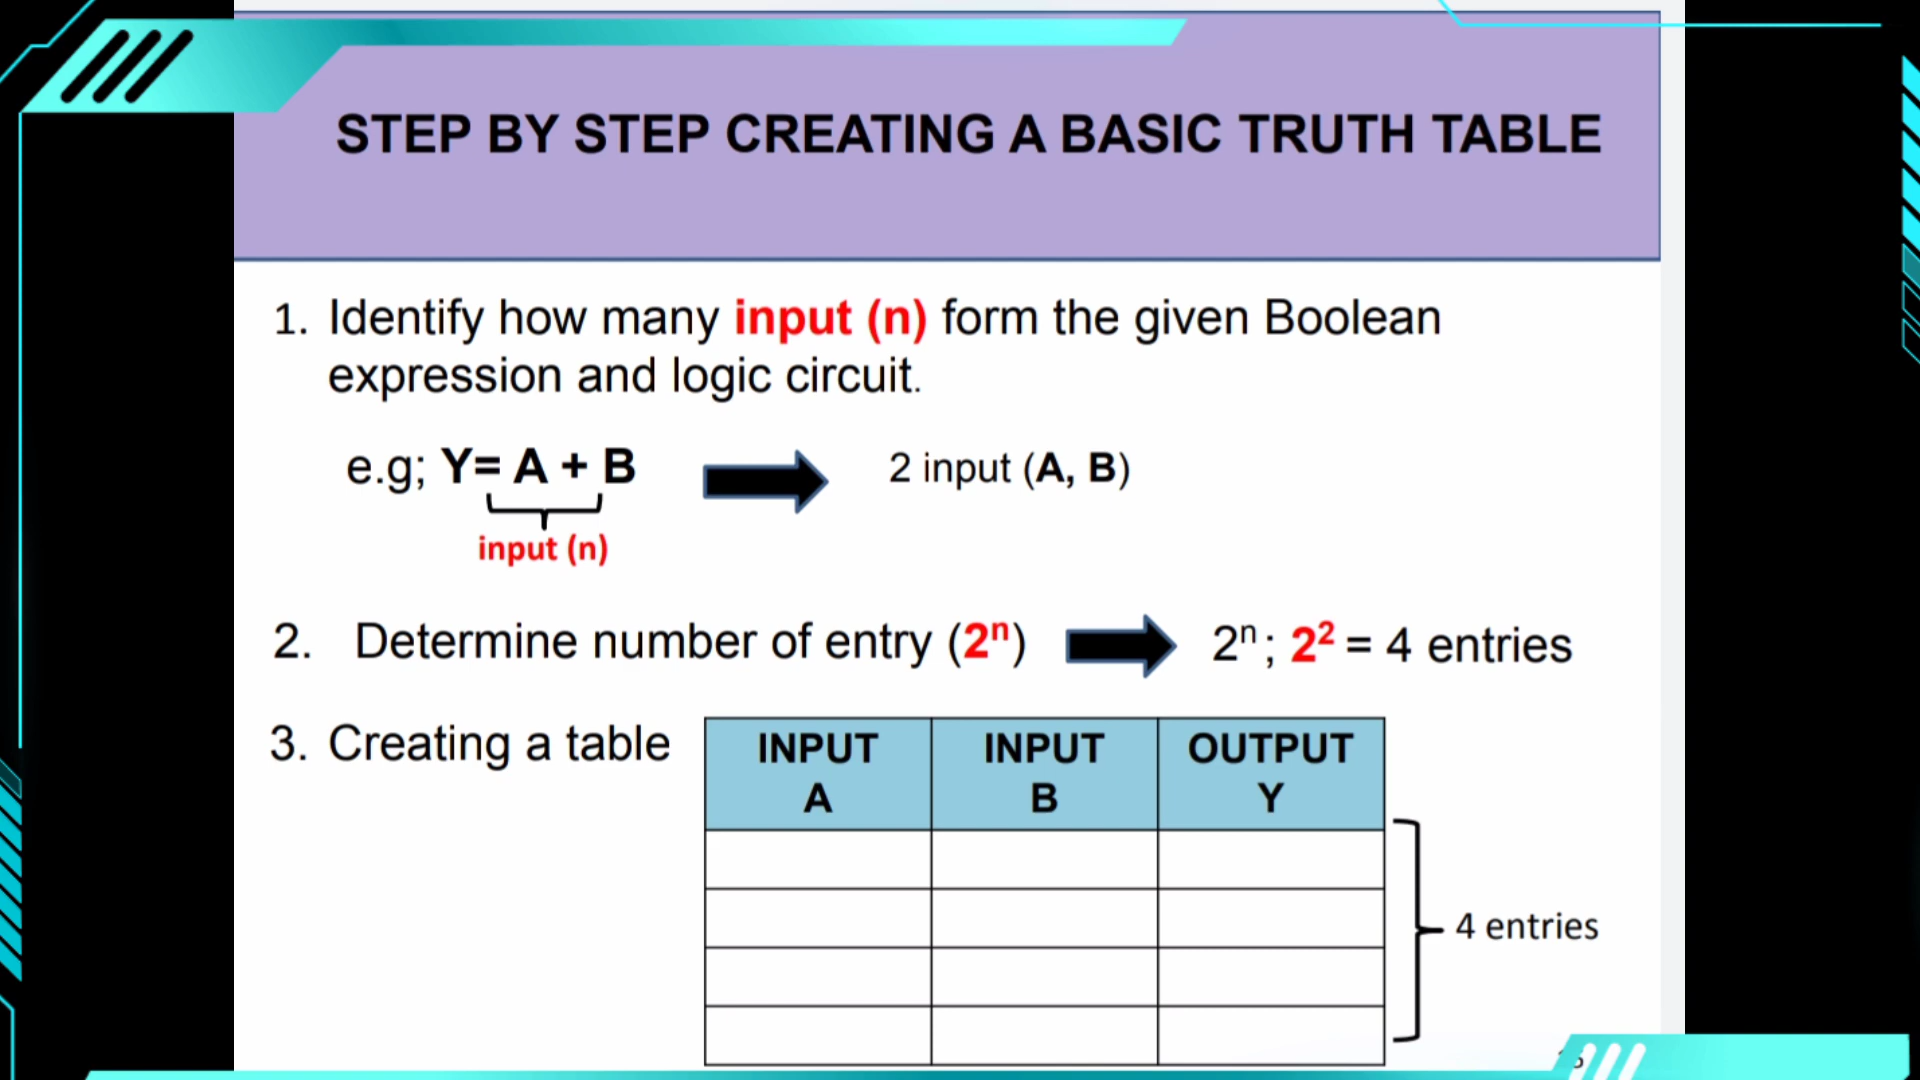 STEP BY STEP CREATING A BASIC TRUTH TABLE
1. Identify how many input (n) form the given Boolean
expression and logic circuit.
e.g; Y= A + B
2 input (A, B)
input (n)
2. Determine number of entry (2ⁿ)
2ⁿ ; 2² = 4 entries
3. Creating a table
INPUT A
INPUT B
OUTPUT Y
4 entries